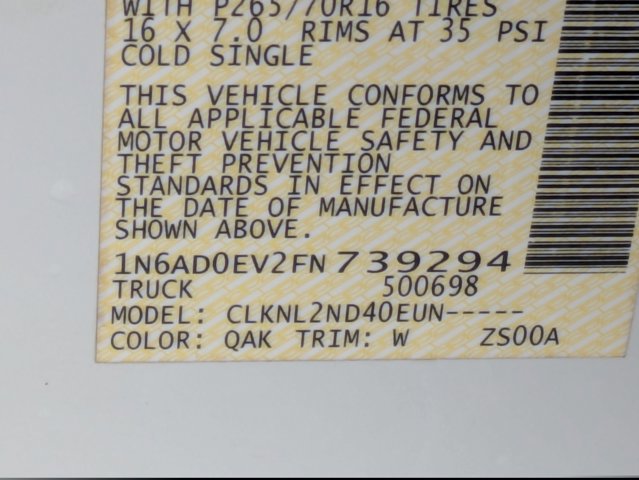 WITH P265/70R16 TIRES
16 X 7.0 RIMS AT 35 PSI
COLD SINGLE
THIS VEHICLE CONFORMS TO
ALL APPLICABLE FEDERAL
MOTOR VEHICLE SAFETY AND
THEFT PREVENTION
STANDARDS IN EFFECT ON
THE DATE OF MANUFACTURE
SHOWN ABOVE.
1N6AD0EV2FN739294
TRUCK 500698
MODEL: CLKNL2ND40EUN-----
COLOR: QAK TRIM: W ZS00A